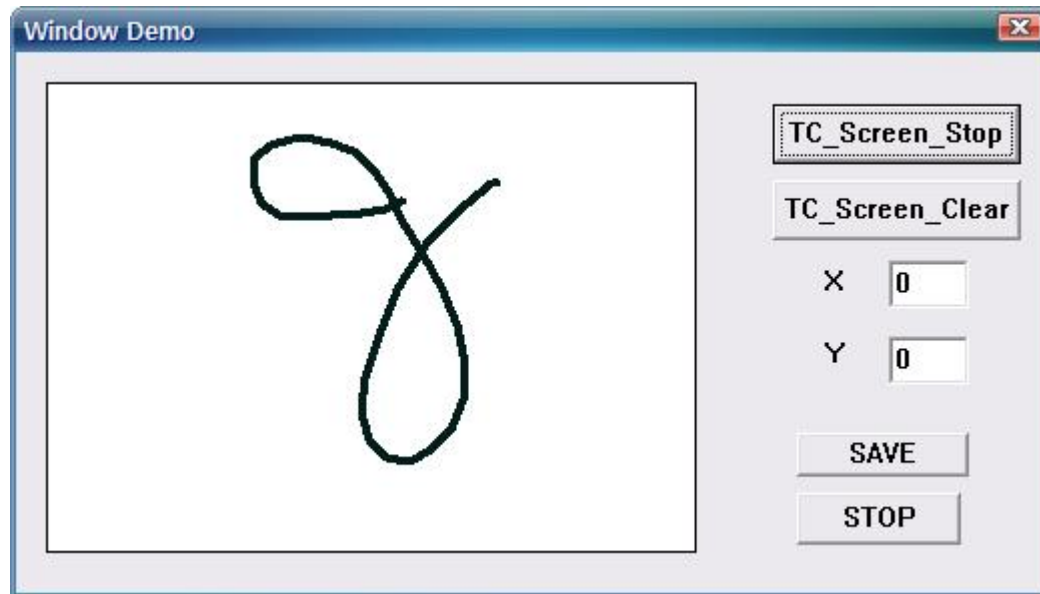 Window Demo
TC_Screen_Stop
TC_Screen_Clear
X 0
Y 0
SAVE
STOP